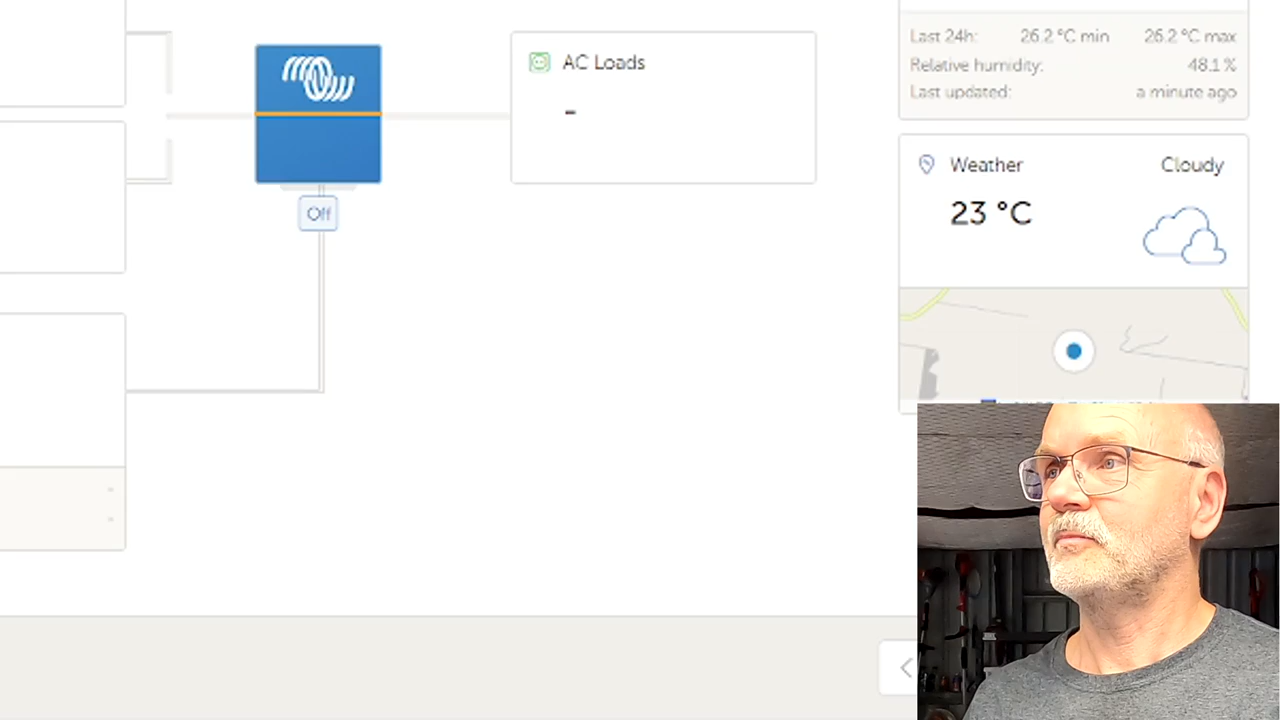 AC Loads
-
Off
Last 24h: 26.2 °C min 26.2 °C max
Relative humidity: 48.1 %
Last updated: a minute ago
Weather Cloudy
23 °C